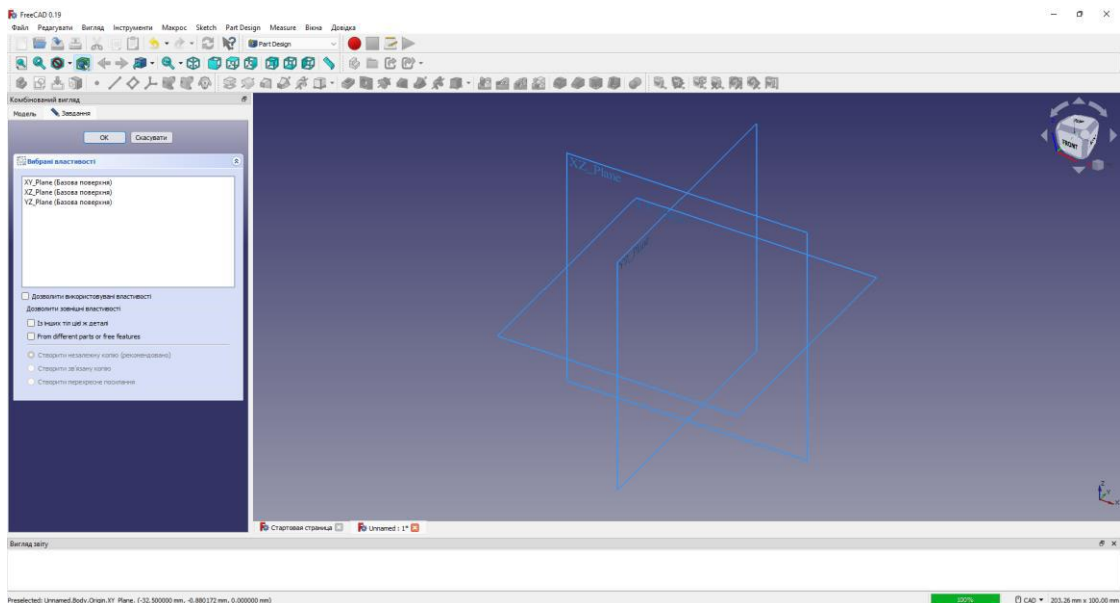 FreeCAD 0.19
Файл Редагувати Вигляд Інструменти Макрос Sketch Part Design Measure Вікна Довідка
Part Design
Комбінований вигляд
Модель Завдання
OK Скасувати
Вибрані властивості
XY_Plane (Базова поверхня)
XZ_Plane (Базова поверхня)
YZ_Plane (Базова поверхня)
Дозволити використовувані властивості
Дозволити зовнішні властивості
Із інших тіл цієї ж деталі
From different parts or free features
Створити незалежну копію (рекомендовано)
Створити зв'язану копію
Створити перехресне посилання
XZ_Plane
FRONT
Z
Y
X
Стартовая страница Unnamed : 1*
Вигляд звіту
Preselected: Unnamed.Body.Origin.XY_Plane. (-32.500000 mm, -0.880172 mm, 0.000000 mm)
100% CAD 203.26 mm x 100.00 mm